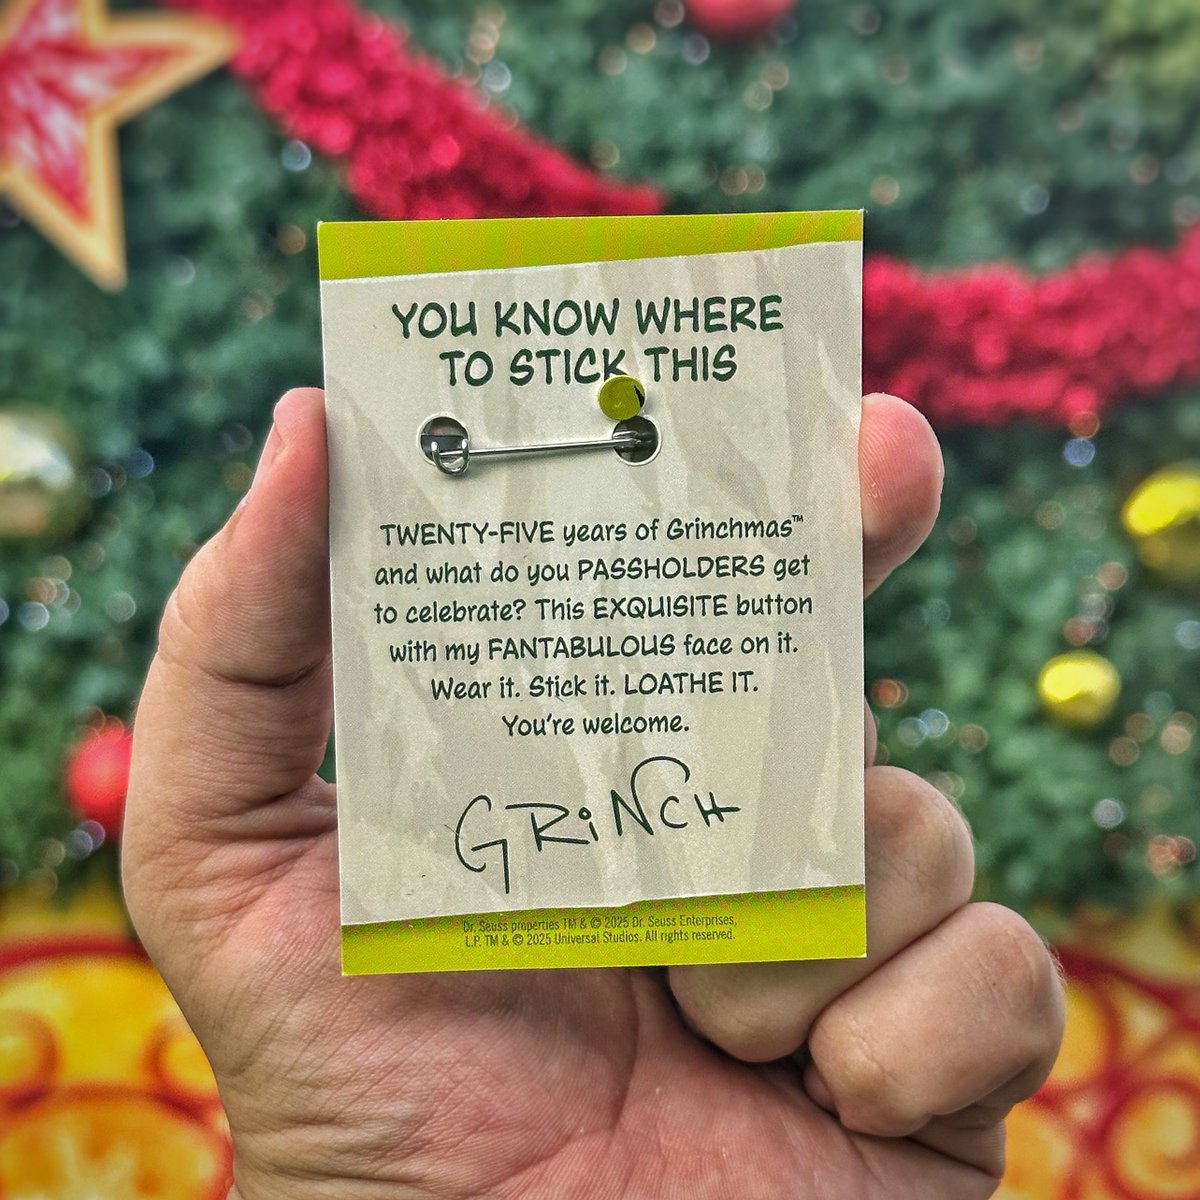 YOU KNOW WHERE
TO STICK THIS
TWENTY-FIVE years of Grinchmas™
and what do you PASSHOLDERS get
to celebrate? This EXQUISITE button
with my FANTABULOUS face on it.
Wear it. Stick it. LOATHE IT.
You're welcome.
GRiNCH
Dr. Seuss properties TM & © 2025 Dr. Seuss Enterprises,
L.P. TM & © 2025 Universal Studios. All rights reserved.